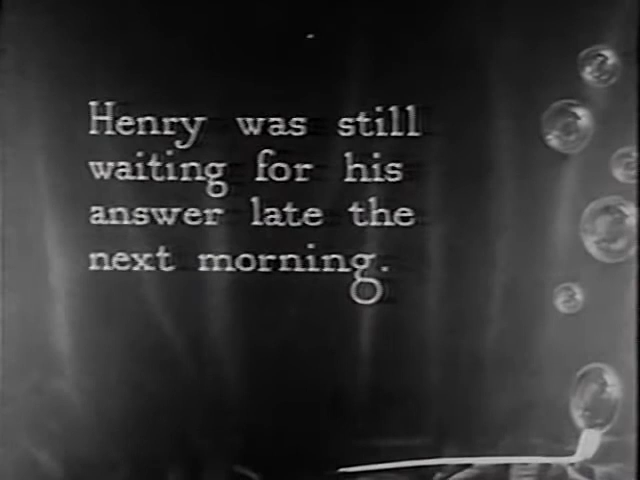 Henry was still
waiting for his
answer late the
next morning.